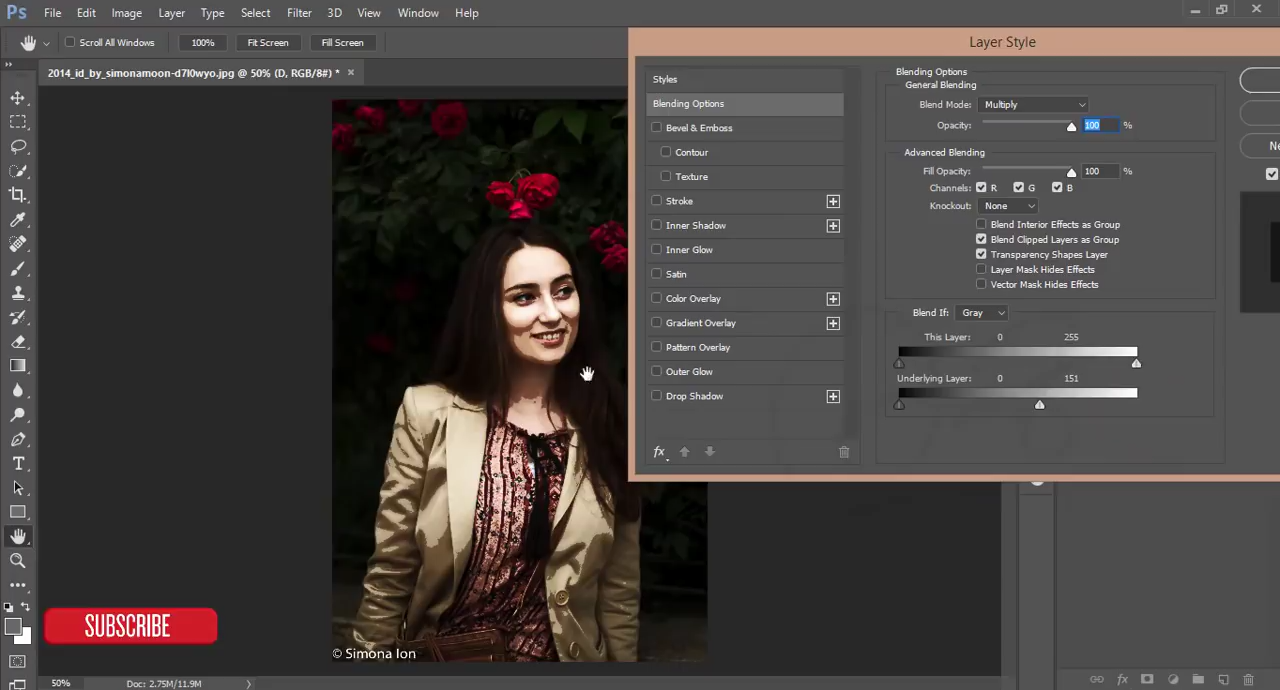 Ps File Edit Image Layer Type Select Filter 3D View Window Help
Scroll All Windows 100% Fit Screen Fill Screen
Layer Style
2014_id_by_simonamoon-d7l0wyo.jpg @ 50% (D, RGB/8#) * ×
Styles
Blending Options
Bevel & Emboss
Contour
Texture
Stroke
Inner Shadow
Inner Glow
Satin
Color Overlay
Gradient Overlay
Pattern Overlay
Outer Glow
Drop Shadow
fx
Blending Options
General Blending
Blend Mode: Multiply
Opacity: 100 %
Advanced Blending
Fill Opacity: 100 %
Channels: R G B
Knockout: None
Blend Interior Effects as Group
Blend Clipped Layers as Group
Transparency Shapes Layer
Layer Mask Hides Effects
Vector Mask Hides Effects
Blend If: Gray
This Layer: 0 255
Underlying Layer: 0 151
Ne
T
SUBSCRIBE
© Simona Ion
50% Doc: 2.75M/11.9M
fx